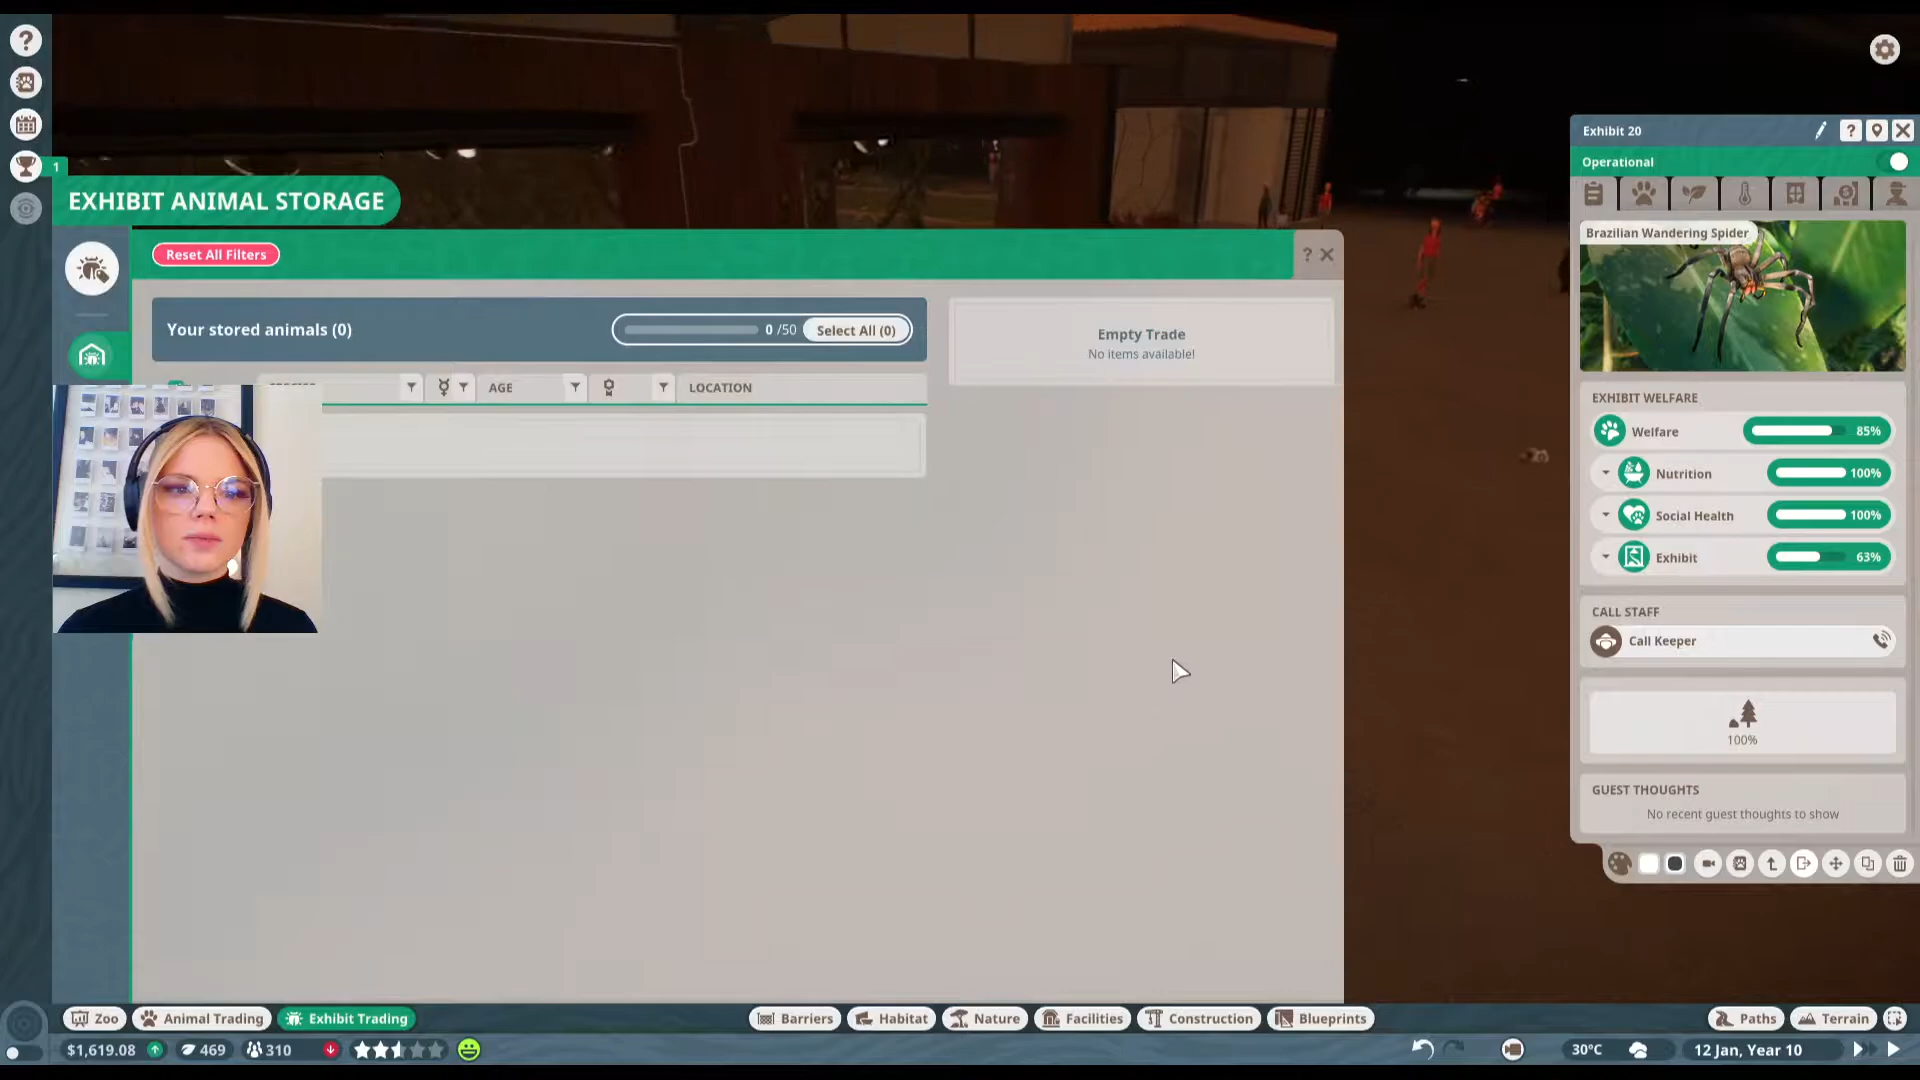 1
EXHIBIT ANIMAL STORAGE
Reset All Filters
? ×
Your stored animals (0)
0 /50
Select All (0)
AGE
LOCATION
Empty Trade
No items available!
Exhibit 20
Operational
Brazilian Wandering Spider
EXHIBIT WELFARE
Welfare 85%
Nutrition 100%
Social Health 100%
Exhibit 63%
CALL STAFF
Call Keeper
100%
GUEST THOUGHTS
No recent guest thoughts to show
Zoo
Animal Trading
Exhibit Trading
Barriers
Habitat
Nature
Facilities
Construction
Blueprints
Paths
Terrain
$1,619.08
469
310
30°C
12 Jan, Year 10